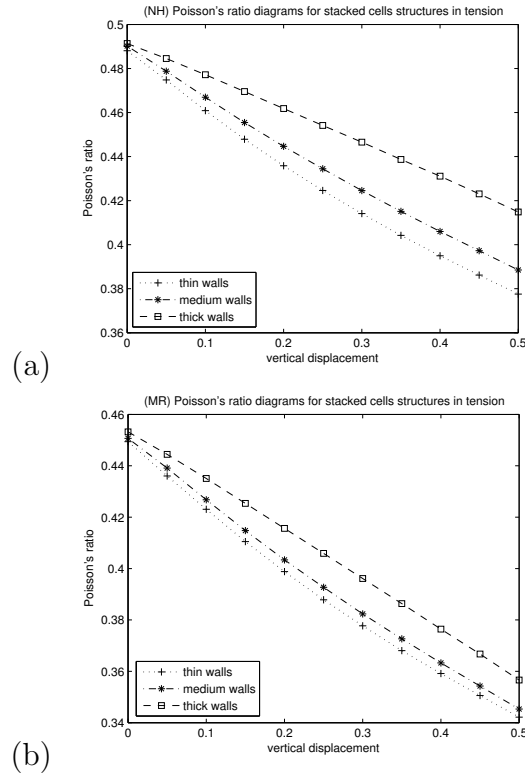 (NH) Poisson's ratio diagrams for stacked cells structures in tension
0.5
0.48
0.46
0.44
0.42
0.4
0.38
0.36
Poisson's ratio
thin walls
medium walls
thick walls
0
0.1
0.2
0.3
0.4
0.5
vertical displacement
(a)
(MR) Poisson's ratio diagrams for stacked cells structures in tension
0.46
0.44
0.42
0.4
0.38
0.36
0.34
Poisson's ratio
thin walls
medium walls
thick walls
0
0.1
0.2
0.3
0.4
0.5
vertical displacement
(b)